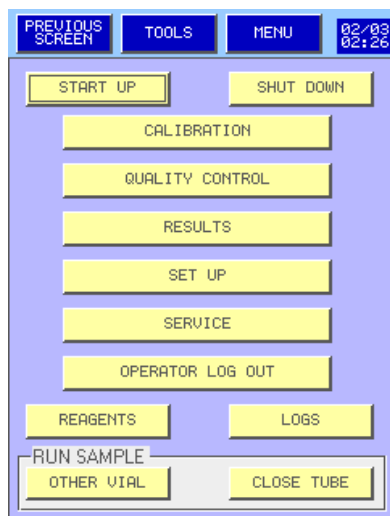 PREVIOUS
SCREEN
TOOLS
MENU
02/03
02:26
START UP
SHUT DOWN
CALIBRATION
QUALITY CONTROL
RESULTS
SET UP
SERVICE
OPERATOR LOG OUT
REAGENTS
LOGS
RUN SAMPLE
OTHER VIAL
CLOSE TUBE